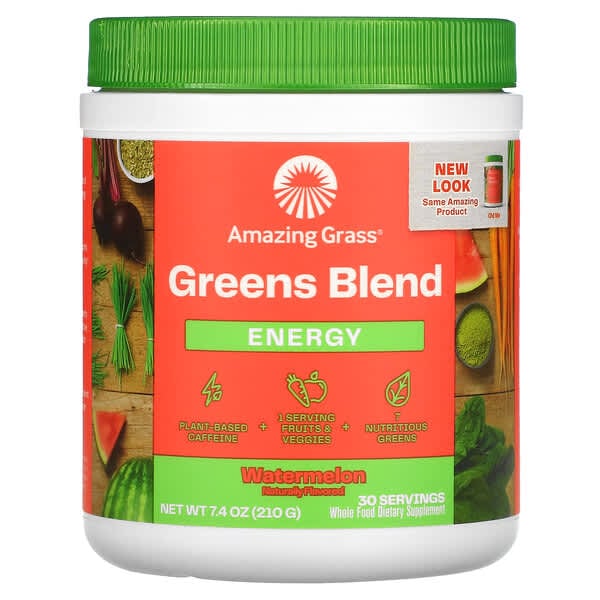 Amazing Grass®
NEW
LOOK
Same Amazing
Product
Greens Blend
ENERGY
PLANT-BASED
CAFFEINE
+
1 SERVING
FRUITS &
VEGGIES
+
7
NUTRITIOUS
GREENS
Watermelon
Naturally Flavored
NET WT 7.4 OZ (210 G)
30 SERVINGS
Whole Food Dietary Supplement